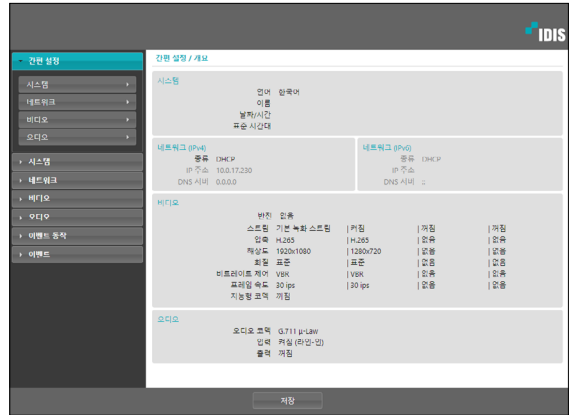 IDIS
간편 설정
간편 설정 / 개요
시스템
네트워크
비디오
오디오
시스템
네트워크
비디오
오디오
이벤트 동작
이벤트
시스템
언어 한국어
이름
날짜/시간
표준 시간대
네트워크 (IPv4)
종류 DHCP
IP 주소 10.0.17.230
DNS 서버 0.0.0.0
네트워크 (IPv6)
종류 DHCP
IP 주소
DNS 서버 ::
비디오
반전 없음
스트림 기본 녹화 스트림 | 켜짐 | 꺼짐 | 꺼짐
압축 H.265 | H.265 | 없음 | 없음
해상도 1920x1080 | 1280x720 | 없음 | 없음
화질 표준 | 표준 | 없음 | 없음
비트레이트 제어 VBR | VBR | 없음 | 없음
프레임 속도 30 ips | 30 ips | 없음 | 없음
지능형 코덱 꺼짐
오디오
오디오 코덱 G.711 μ-Law
입력 켜짐 (라인-인)
출력 꺼짐
저장